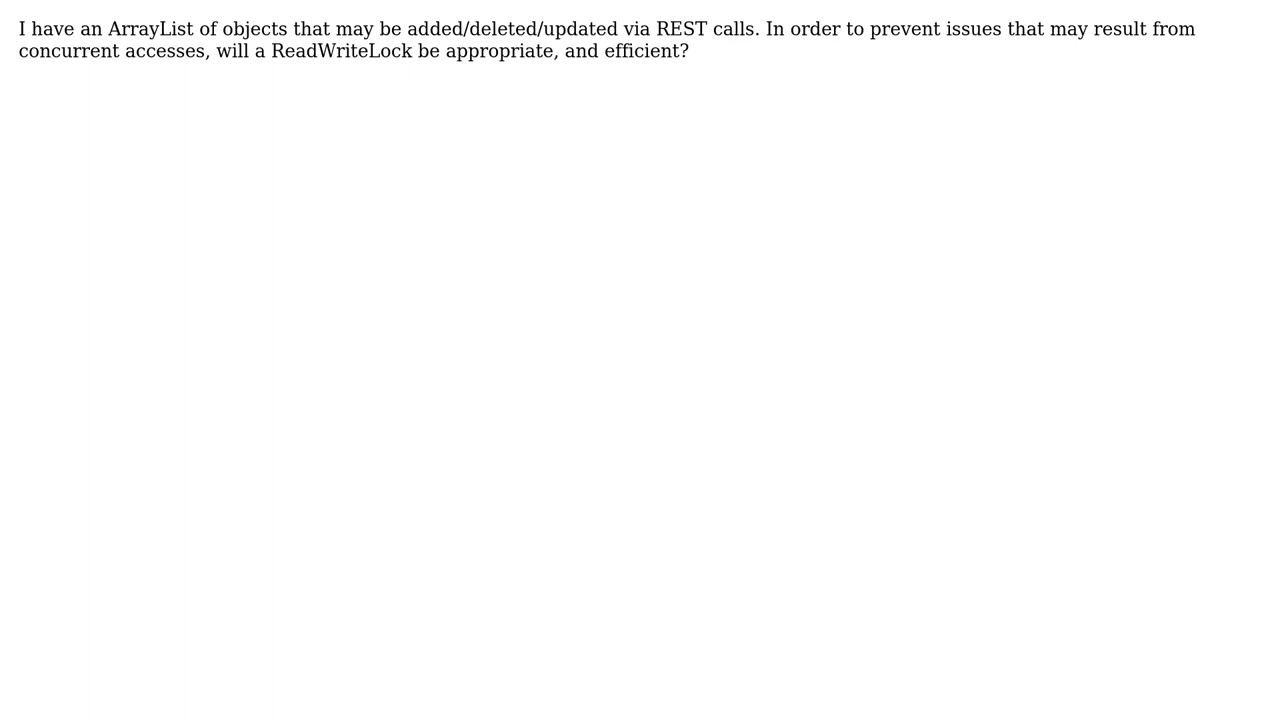 I have an ArrayList of objects that may be added/deleted/updated via REST calls. In order to prevent issues that may result from
concurrent accesses, will a ReadWriteLock be appropriate, and efficient?